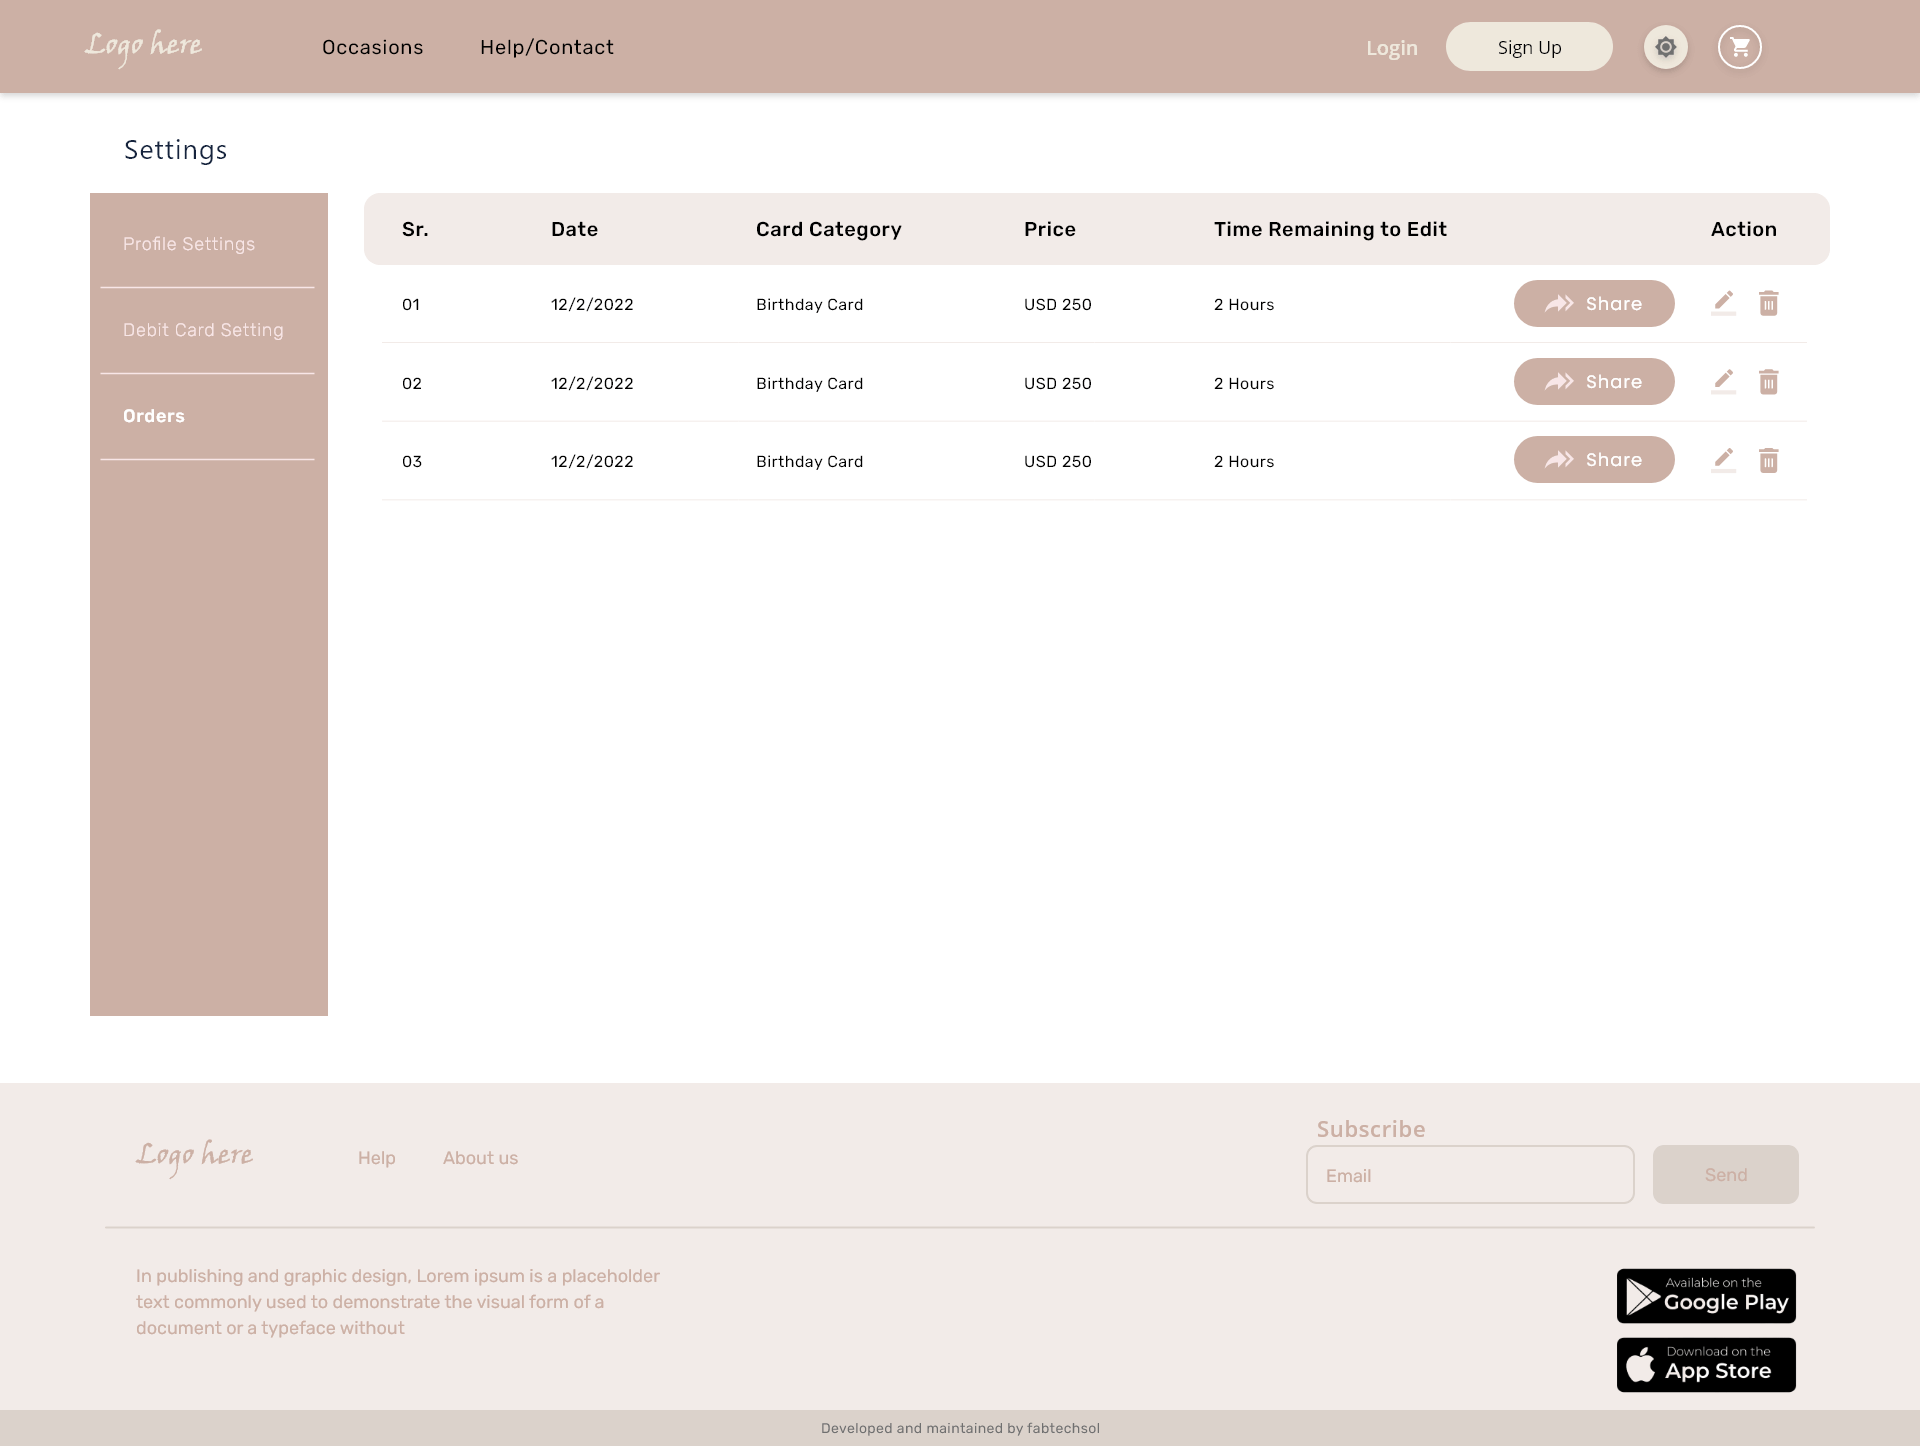 Logo here
Occasions
Help/Contact
Login
Sign Up
Settings
Profile Settings
Debit Card Setting
Orders
Sr. Date Card Category Price Time Remaining to Edit Action
01 12/2/2022 Birthday Card USD 250 2 Hours Share
02 12/2/2022 Birthday Card USD 250 2 Hours Share
03 12/2/2022 Birthday Card USD 250 2 Hours Share
Logo here
Help
About us
Subscribe
Email
Send
In publishing and graphic design, Lorem ipsum is a placeholder
text commonly used to demonstrate the visual form of a
document or a typeface without
Available on the
Google Play
Download on the
App Store
Developed and maintained by fabtechsol